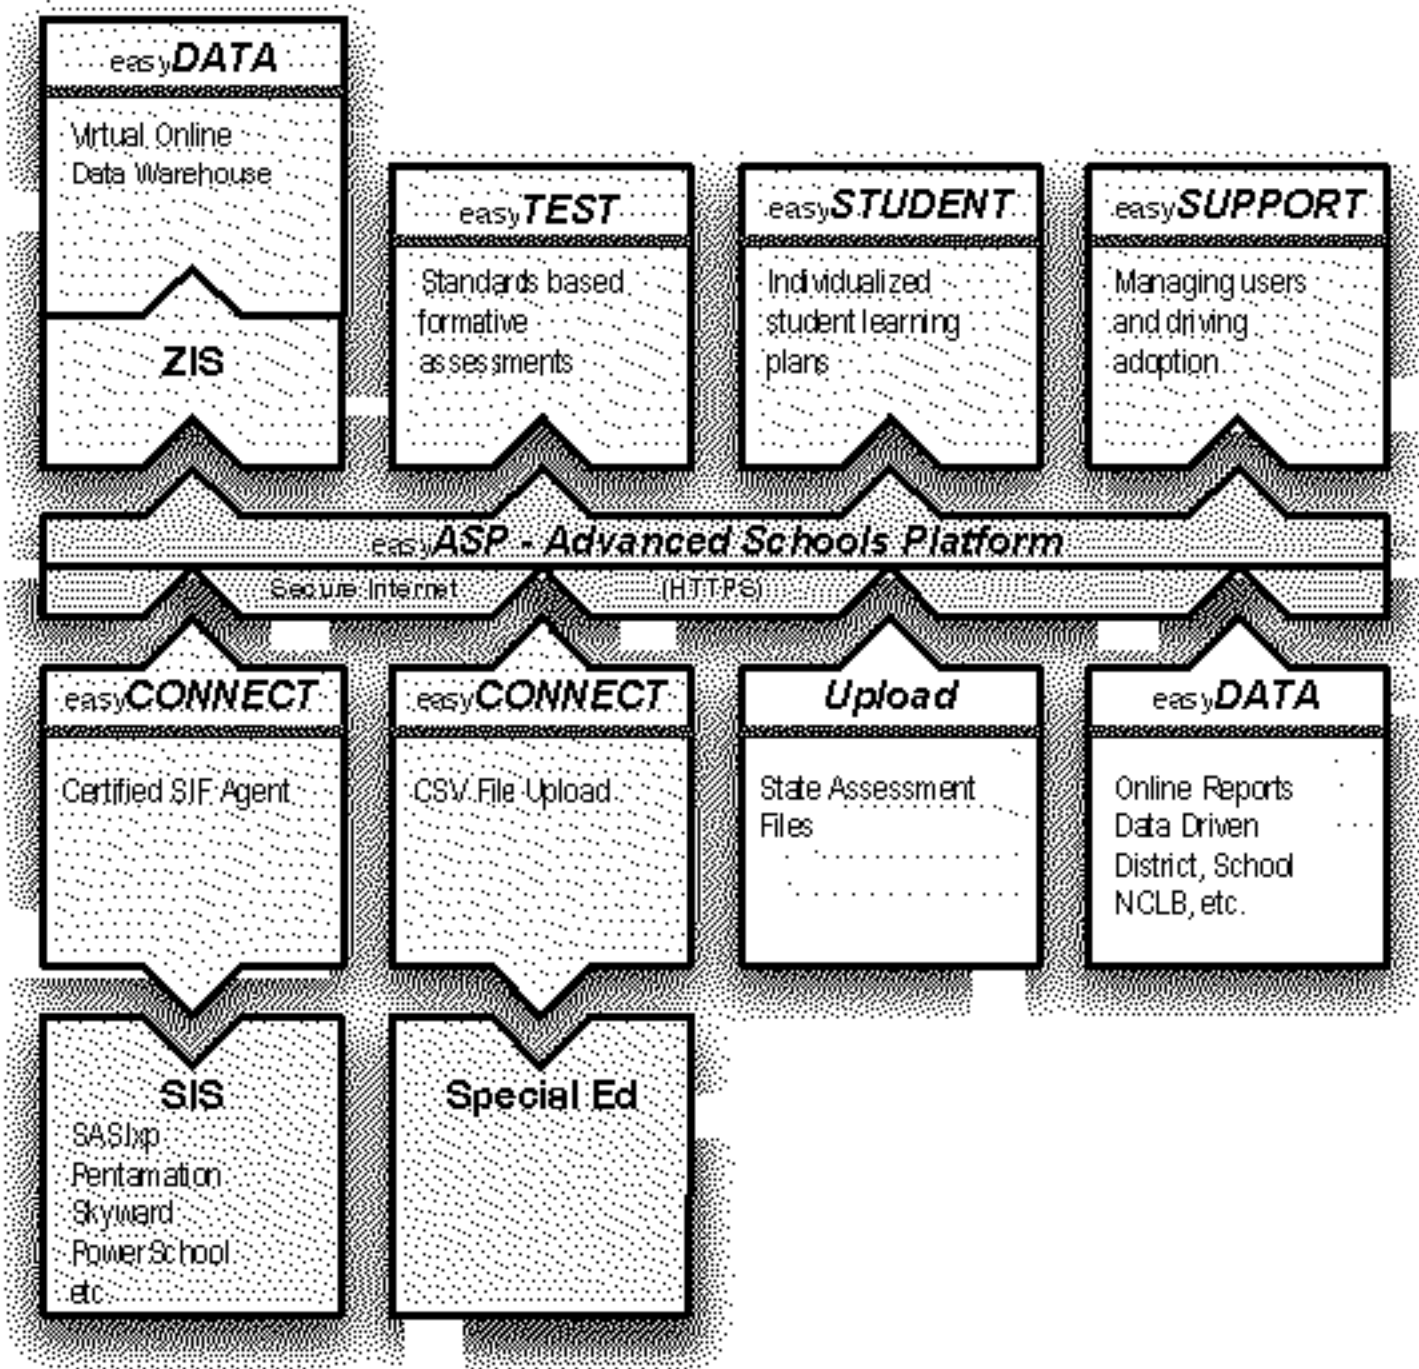 easyDATA
Virtual Online
Data Warehouse
ZIS
easyTEST
Standards based
formative
assessments
easySTUDENT
Individualized
student learning
plans
easySUPPORT
Managing users
and driving
adoption
easyASP - Advanced Schools Platform
Secure Internet (HTTPS)
easyCONNECT
Certified SIF Agent
easyCONNECT
CSV File Upload
Upload
State Assessment
Files
easyDATA
Online Reports
Data Driven
District, School
NCLB, etc.
SIS
SASIxp
Pentamation
Skyward
PowerSchool
etc.
Special Ed